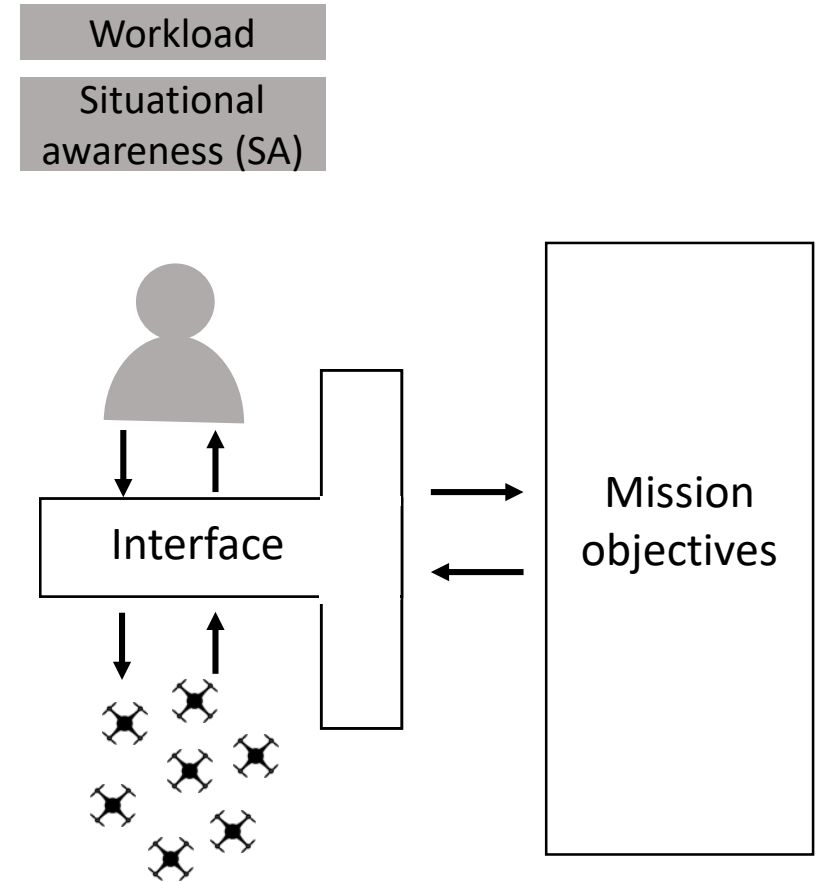 Workload
Situational
awareness (SA)
Interface
Mission
objectives